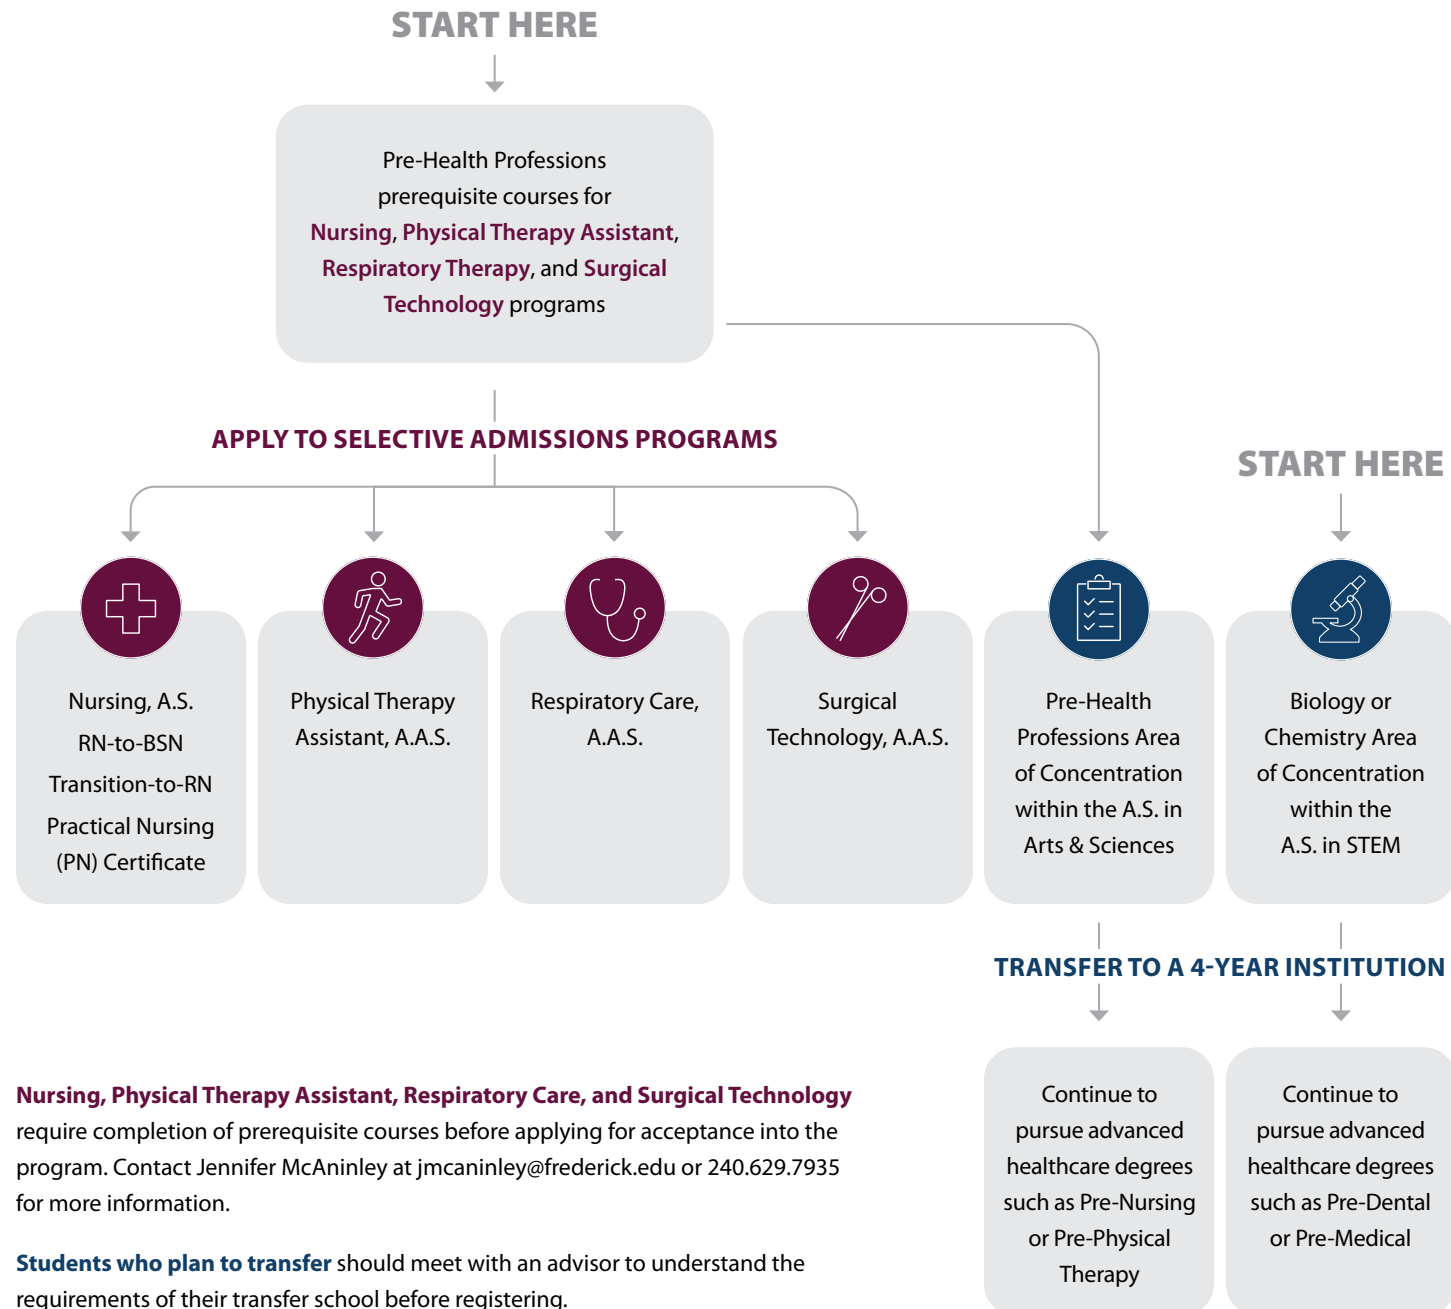 START HERE
Pre-Health Professions
prerequisite courses for
Nursing, Physical Therapy Assistant,
Respiratory Therapy, and Surgical
Technology programs
APPLY TO SELECTIVE ADMISSIONS PROGRAMS
START HERE
Nursing, A.S.
RN-to-BSN
Transition-to-RN
Practical Nursing
(PN) Certificate
Physical Therapy
Assistant, A.A.S.
Respiratory Care,
A.A.S.
Surgical
Technology, A.A.S.
Pre-Health
Professions Area
of Concentration
within the A.S. in
Arts & Sciences
Biology or
Chemistry Area
of Concentration
within the
A.S. in STEM
TRANSFER TO A 4-YEAR INSTITUTION
Continue to
pursue advanced
healthcare degrees
such as Pre-Nursing
or Pre-Physical
Therapy
Continue to
pursue advanced
healthcare degrees
such as Pre-Dental
or Pre-Medical
Nursing, Physical Therapy Assistant, Respiratory Care, and Surgical Technology
require completion of prerequisite courses before applying for acceptance into the
program. Contact Jennifer McAninley at jmcaninley@frederick.edu or 240.629.7935
for more information.
Students who plan to transfer should meet with an advisor to understand the
requirements of their transfer school before registering.